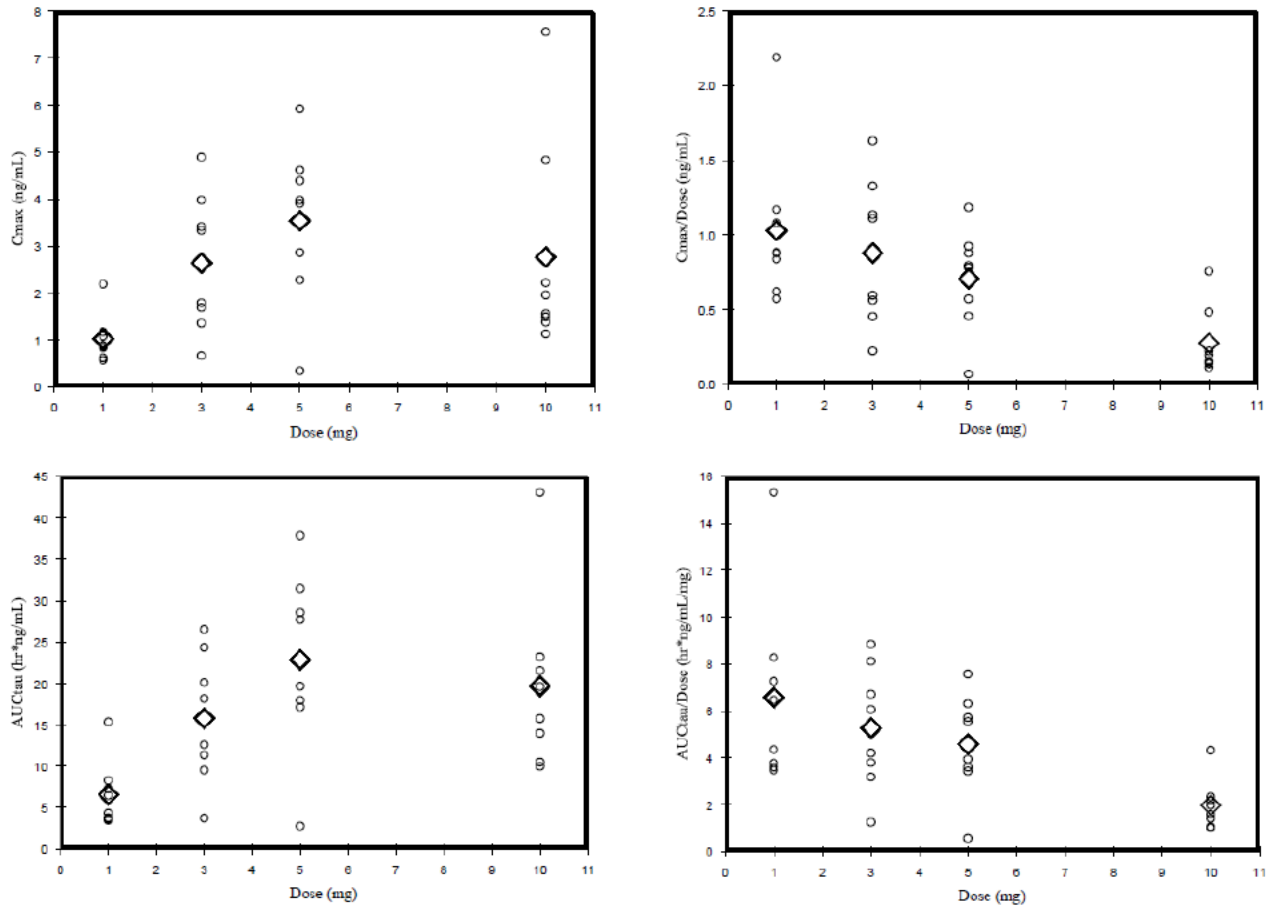 8
7
6
5
4
3
2
1
0
Cmax (ng/mL)
0 1 2 3 4 5 6 7 8 9 10 11
Dose (mg)
2.5
2.0
1.5
1.0
0.5
0.0
Cmax/Dose (ng/mL)
0 1 2 3 4 5 6 7 8 9 10 11
Dose (mg)
45
40
35
30
25
20
15
10
5
0
AUCtau (hr*ng/mL)
0 1 2 3 4 5 6 7 8 9 10 11
Dose (mg)
16
14
12
10
8
6
4
2
0
AUCtau/Dose (hr*ng/mL/mg)
0 1 2 3 4 5 6 7 8 9 10 11
Dose (mg)